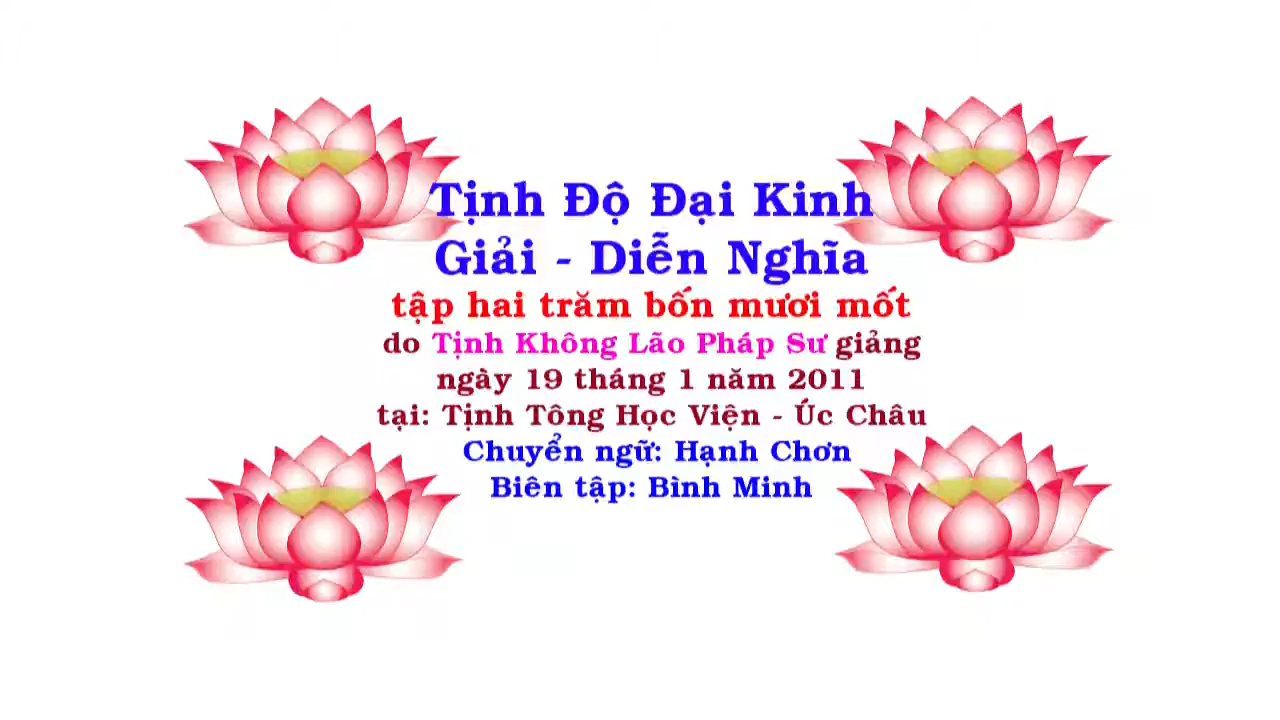 Tịnh Độ Đại Kinh
Giải - Diễn Nghĩa
tập hai trăm bốn mươi mốt
do Tịnh Không Lão Pháp Sư giảng
ngày 19 tháng 1 năm 2011
tại: Tịnh Tông Học Viện - Úc Châu
Chuyển ngữ: Hạnh Chơn
Biên tập: Bình Minh